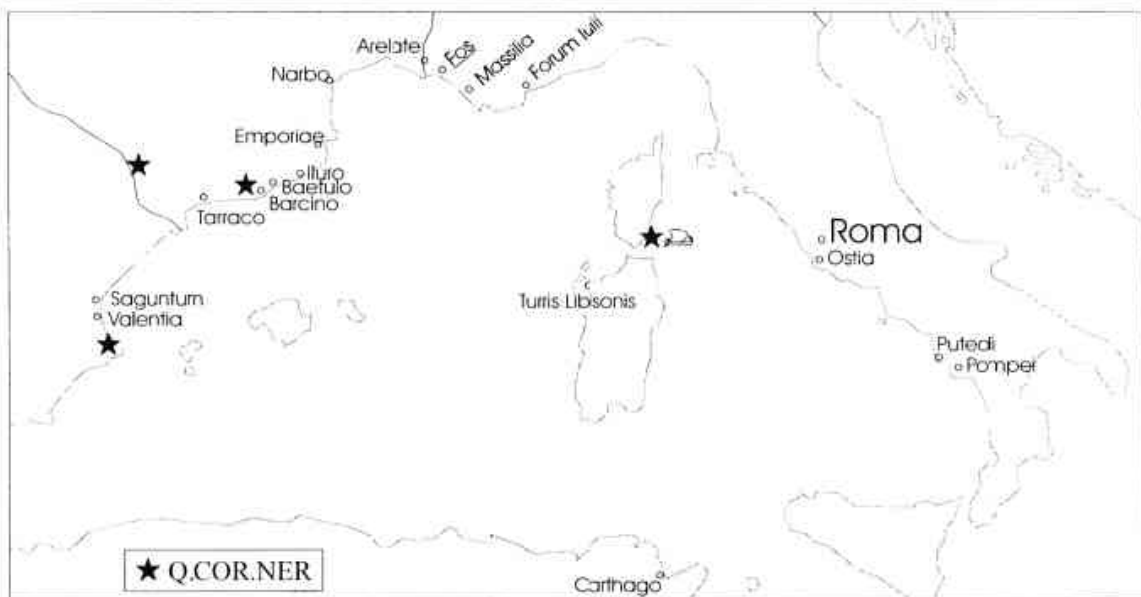 Arelate
Fos
Massilia
Forum Iulii
Narbo
Emporiae
Iluro
Baetulo
Barcino
Tarraco
Roma
Ostia
Saguntum
Valentia
Turris Libsonis
Puteoli
Pompei
Q.COR.NER
Carthago